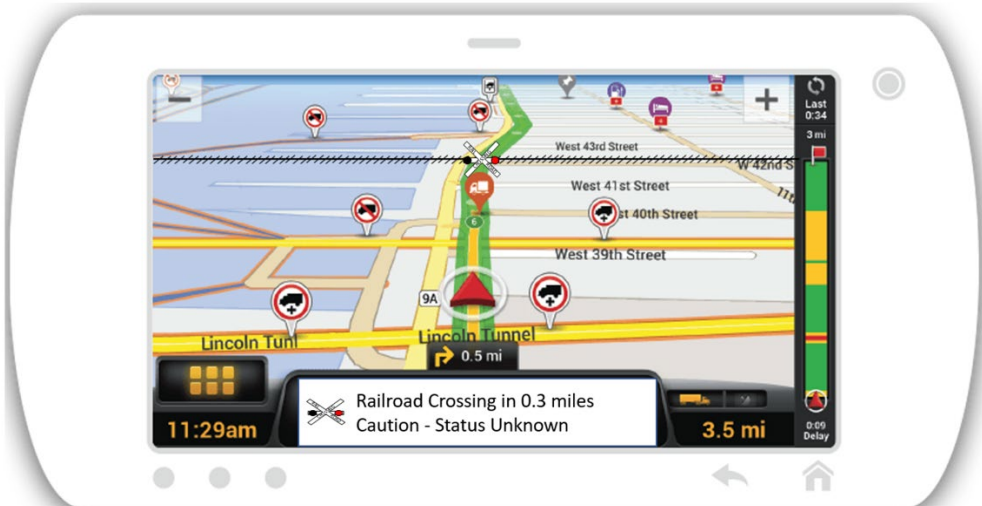 Last
0:34
3 mi
West 43rd Street
W 42nd S
West 41st Street
11t
st 40th Street
6
West 39th Street
9A
Lincoln Tunl
Lincoln Tunnel
0.5 mi
Railroad Crossing in 0.3 miles
Caution - Status Unknown
11:29am
3.5 mi
0:09
Delay